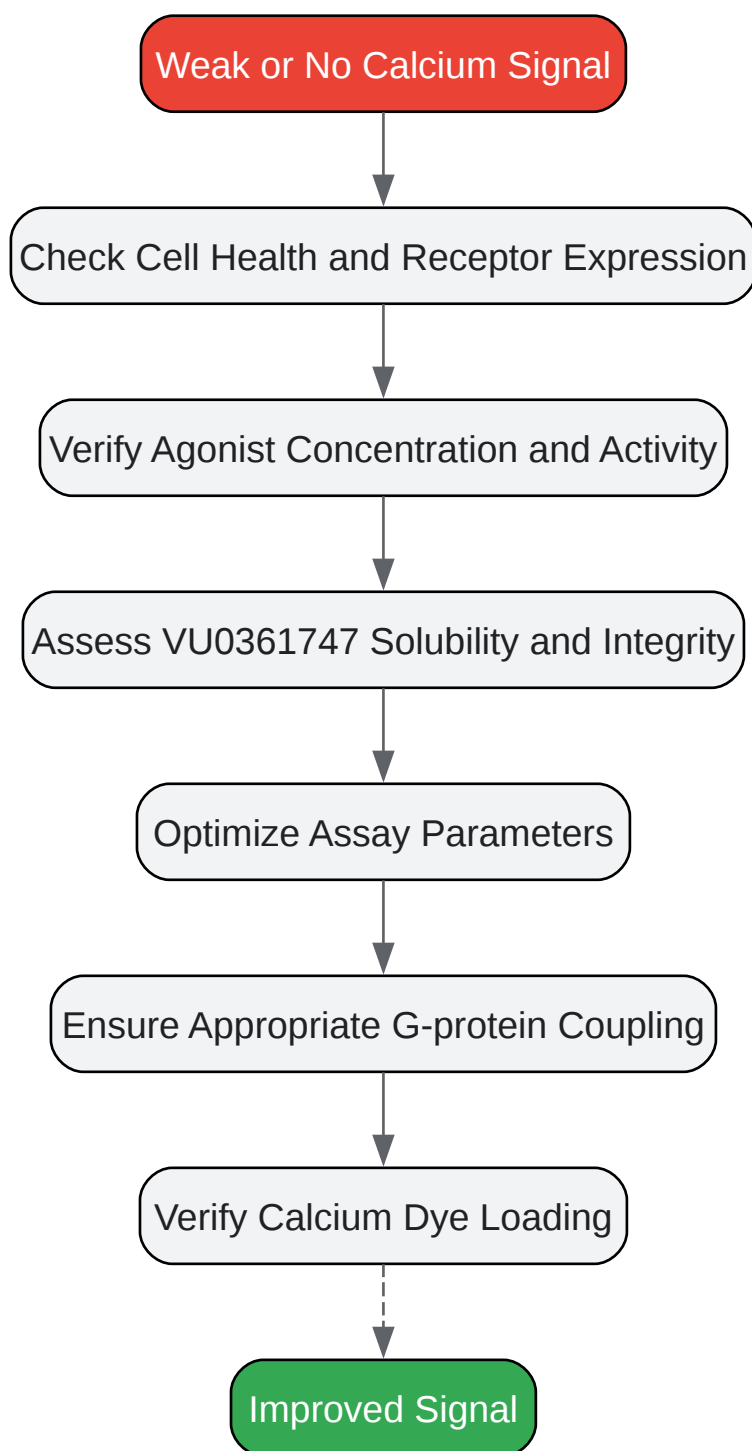 Weak or No Calcium Signal
Check Cell Health and Receptor Expression
Verify Agonist Concentration and Activity
Assess VU0361747 Solubility and Integrity
Optimize Assay Parameters
Ensure Appropriate G-protein Coupling
Verify Calcium Dye Loading
Improved Signal